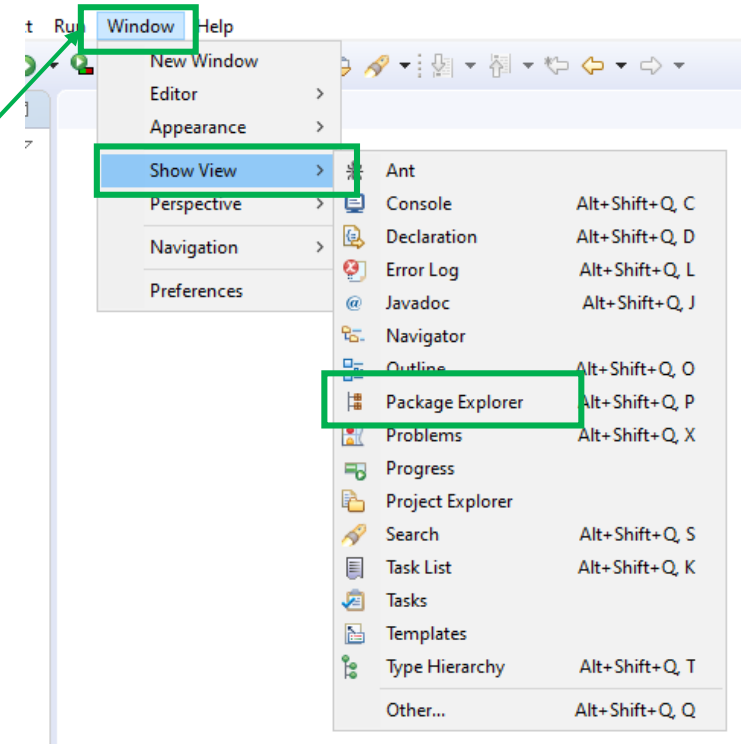 t Run Window Help
New Window
Editor
Appearance
Show View
Perspective
Navigation
Preferences
Ant
Console Alt+Shift+Q, C
Declaration Alt+Shift+Q, D
Error Log Alt+Shift+Q, L
Javadoc Alt+Shift+Q, J
Navigator
Outline Alt+Shift+Q, O
Package Explorer Alt+Shift+Q, P
Problems Alt+Shift+Q, X
Progress
Project Explorer
Search Alt+Shift+Q, S
Task List Alt+Shift+Q, K
Tasks
Templates
Type Hierarchy Alt+Shift+Q, T
Other... Alt+Shift+Q, Q